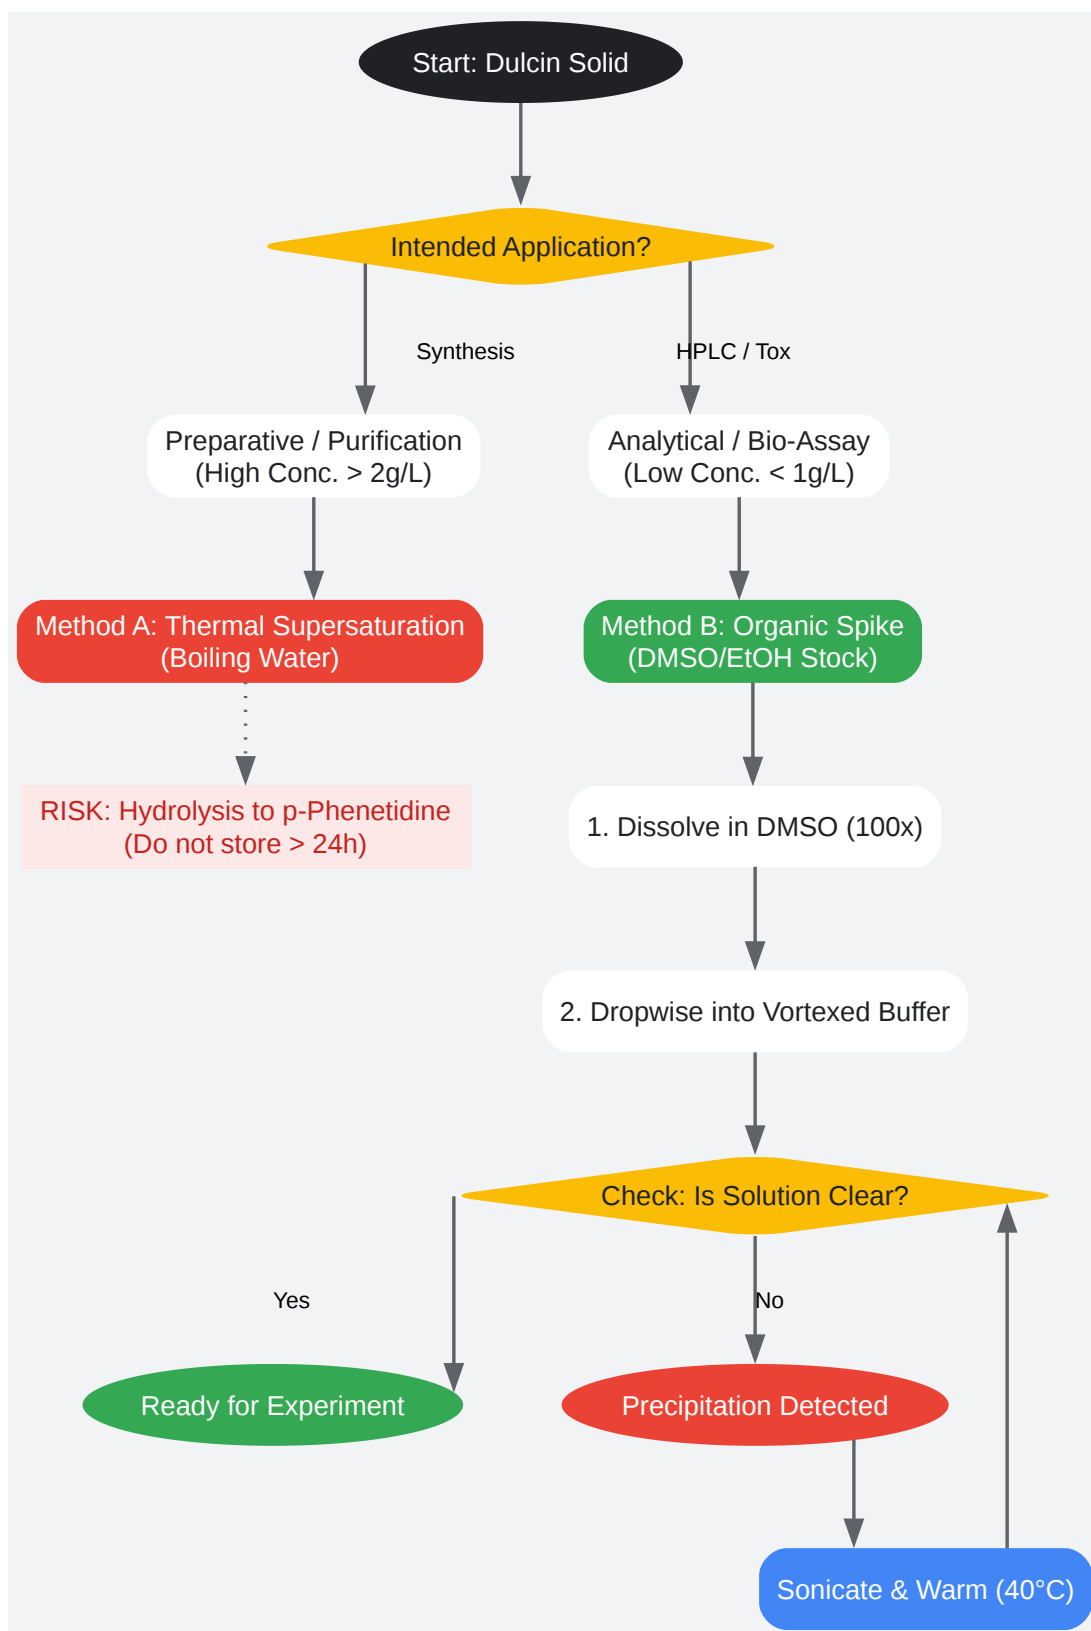 Start: Dulcin Solid
Intended Application?
Synthesis
HPLC / Tox
Preparative / Purification
(High Conc. > 2g/L)
Analytical / Bio-Assay
(Low Conc. < 1g/L)
Method A: Thermal Supersaturation
(Boiling Water)
Method B: Organic Spike
(DMSO/EtOH Stock)
RISK: Hydrolysis to p-Phenetidine
(Do not store > 24h)
1. Dissolve in DMSO (100x)
2. Dropwise into Vortexed Buffer
Check: Is Solution Clear?
Yes
No
Ready for Experiment
Precipitation Detected
Sonicate & Warm (40°C)